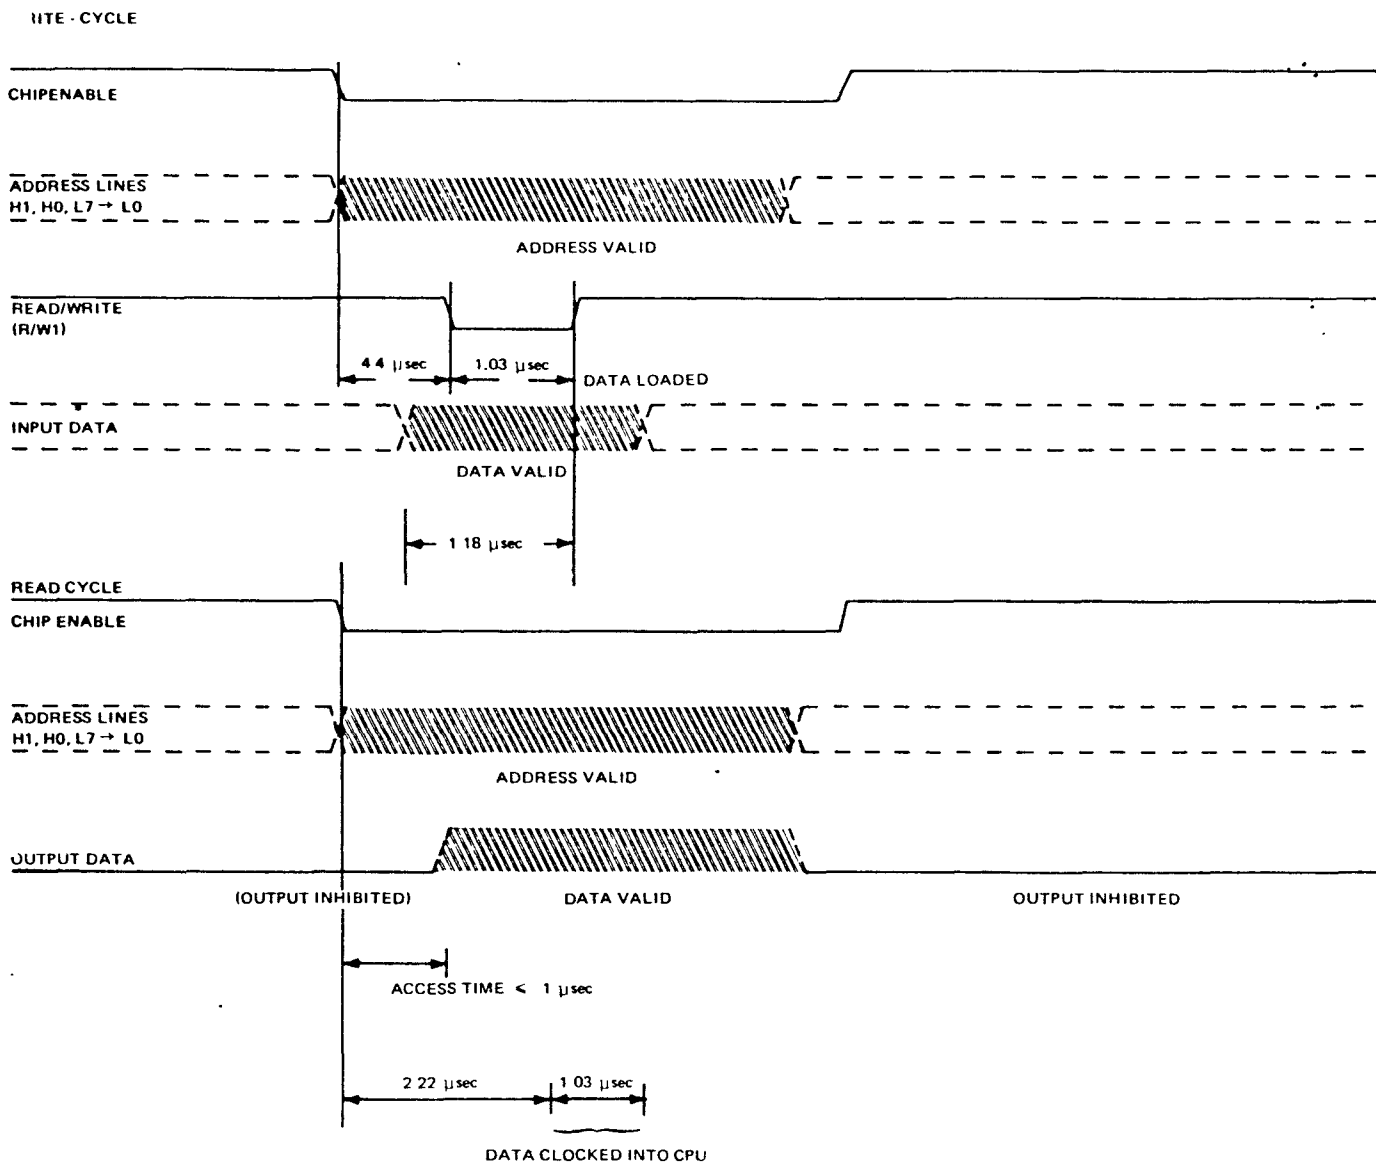 ITE - CYCLE
CHIPENABLE
ADDRESS LINES
H1, H0, L7 → L0
ADDRESS VALID
READ/WRITE
(R/W1)
4.4 µsec
1.03 µsec
DATA LOADED
INPUT DATA
DATA VALID
1 18 µsec
READ CYCLE
CHIP ENABLE
ADDRESS LINES
H1, H0, L7 → L0
ADDRESS VALID
OUTPUT DATA
(OUTPUT INHIBITED)
DATA VALID
OUTPUT INHIBITED
ACCESS TIME ⩽ 1 µsec
2 22 µsec
1 03 µsec
DATA CLOCKED INTO CPU